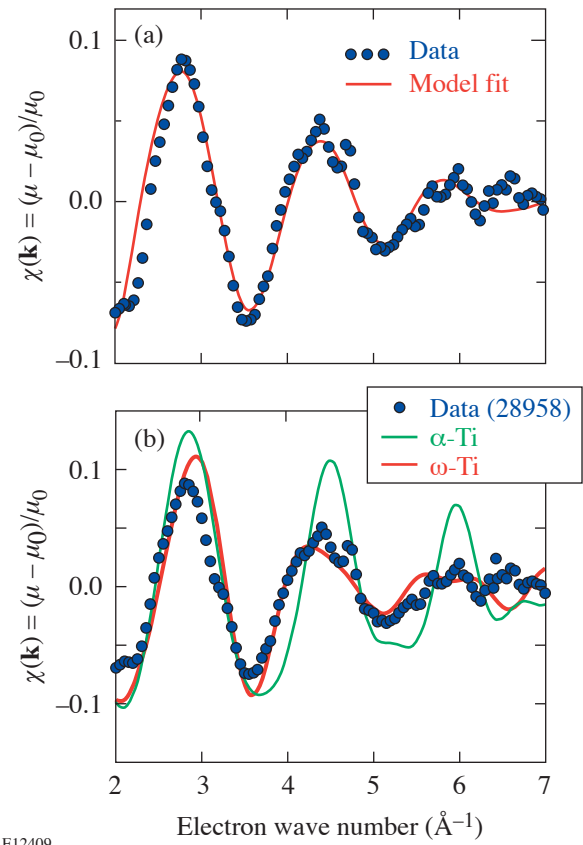 (a)
Data
Model fit
0.1
0.0
–0.1
χ(k) = (μ – μ0)/μ0
(b)
Data (28958)
α-Ti
ω-Ti
0.1
0.0
–0.1
χ(k) = (μ – μ0)/μ0
2 3 4 5 6 7
Electron wave number (Å–1)
E12409